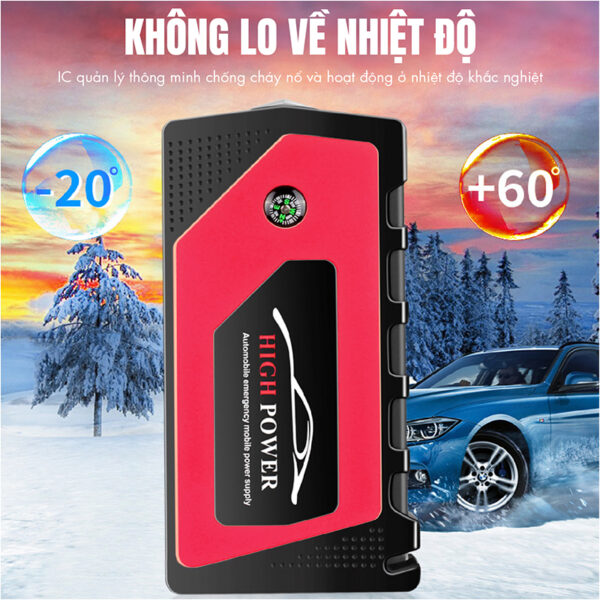 KHÔNG LO VỀ NHIỆT ĐỘ
IC quản lý thông minh chống cháy nổ và hoạt động ở nhiệt độ khắc nghiệt
-20°
+60°
HIGH POWER
Automobile emergency mobile power supply